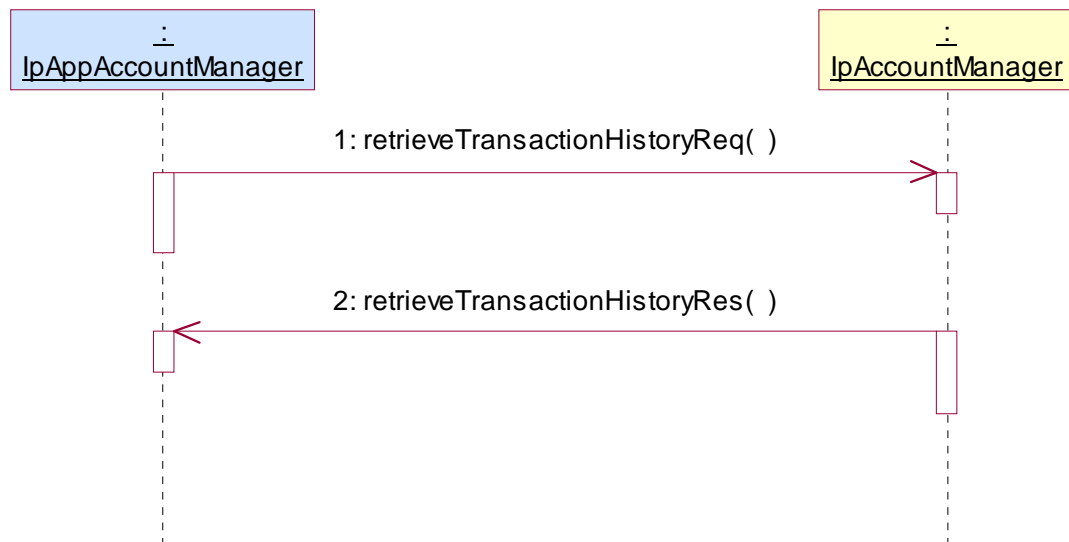 :
IpAppAccountManager
:
IpAccountManager
1: retrieveTransactionHistoryReq( )
2: retrieveTransactionHistoryRes( )